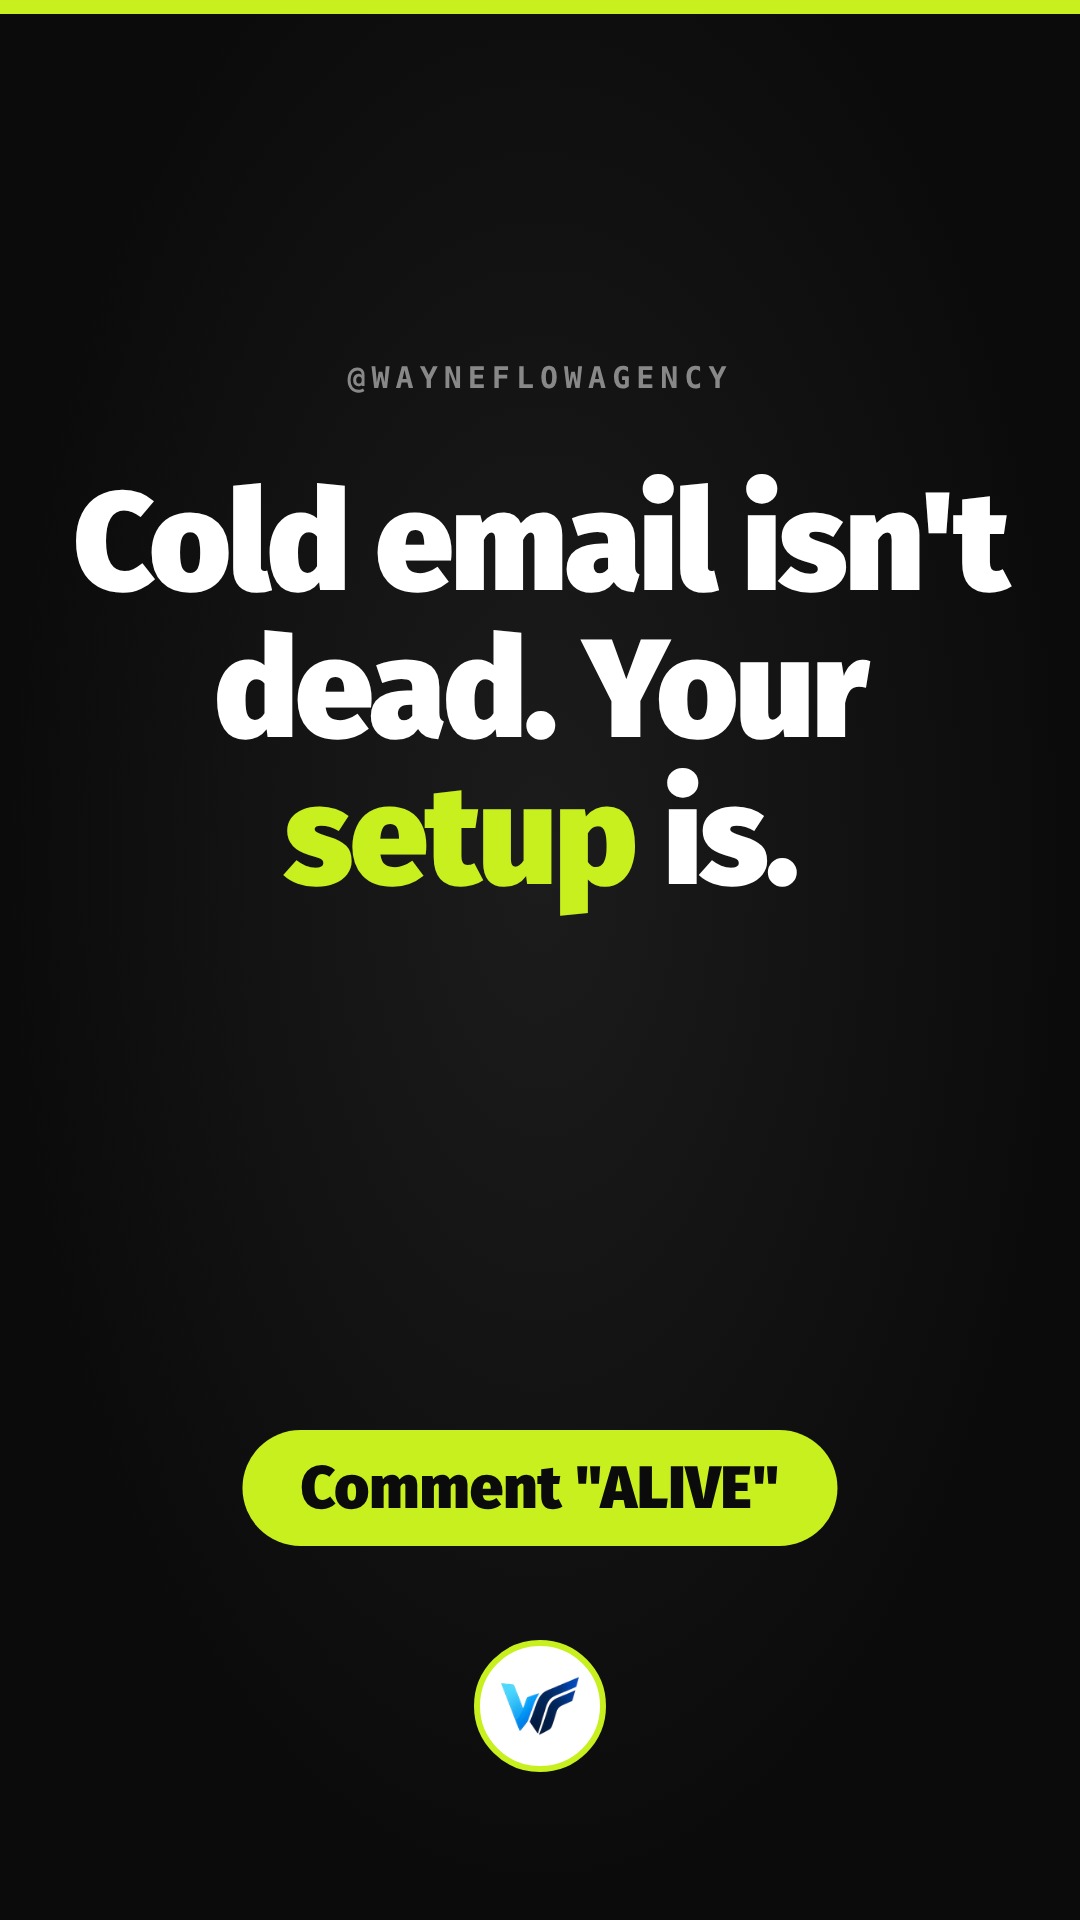 @WAYNEFLOWAGENCY
Cold email isn't
dead. Your
setup is.
Comment "ALIVE"